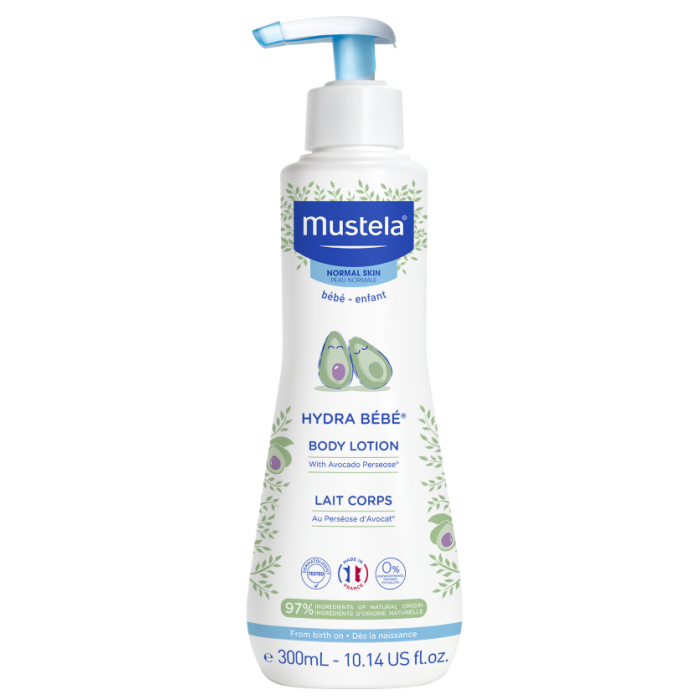 Mustela®
NORMAL SKIN
PEAU NORMALE
bébé - enfant
HYDRA BÉBÉ®
BODY LOTION
With Avocado Perseose®
LAIT CORPS
Au Perséose d'Avocat®
DERMATOLOGIST
TESTED
MADE IN
FRANCE
0%
97% INGREDIENTS OF NATURAL ORIGIN
INGRÉDIENTS D'ORIGINE NATURELLE
From birth on • Dès la naissance
e 300mL - 10.14 US fl.oz.